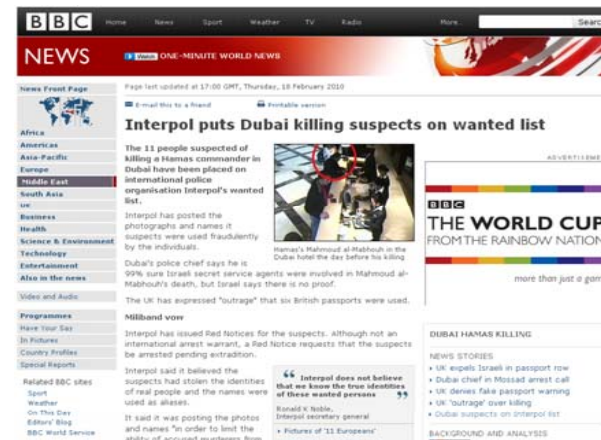 BBC Home News Sport Weather TV Radio More... Search
NEWS
Watch ONE-MINUTE WORLD NEWS
News Front Page
Africa
Americas
Asia-Pacific
Europe
Middle East
South Asia
UK
Business
Health
Science & Environment
Technology
Entertainment
Also in the news
Video and Audio
Programmes
Have Your Say
In Pictures
Country Profiles
Special Reports
Related BBC sites
Sport
Weather
On This Day
Editors' Blog
BBC World Service
Page last updated at 17:00 GMT, Thursday, 18 February 2010
E-mail this to a friend
Printable version
Interpol puts Dubai killing suspects on wanted list
The 11 people suspected of
killing a Hamas commander in
Dubai have been placed on
international police
organisation Interpol's wanted
list.
Interpol has posted the
photographs and names it
suspects were used fraudulently
by the individuals.
Hamas's Mahmoud al-Mabhouh in the
Dubai hotel the day before his killing
Dubai's police chief says he is
99% sure Israeli secret service agents were involved in Mahmoud al-
Mabhouh's death, but Israel says there is no proof.
The UK has expressed "outrage" that six British passports were used.
Miliband vow
Interpol has issued Red Notices for the suspects. Although not an
international arrest warrant, a Red Notice requests that the suspects
be arrested pending extradition.
Interpol said it believed the
suspects had stolen the identities
of real people and the names were
used as aliases.
It said it was posting the photos
and names "in order to limit the
ability of accused murderers from
“ Interpol does not believe
that we know the true identities
of these wanted persons ”
Ronald K Noble,
Interpol secretary general
Pictures of '11 Europeans'
ADVERTISEME
BBC
THE WORLD CUP
FROM THE RAINBOW NATION
more than just a gam
DUBAI HAMAS KILLING
NEWS STORIES
UK expels Israeli in passport row
Dubai chief in Mossad arrest call
UK denies fake passport warning
UK 'outrage' over killing
Dubai suspects on Interpol list
BACKGROUND AND ANALYSIS